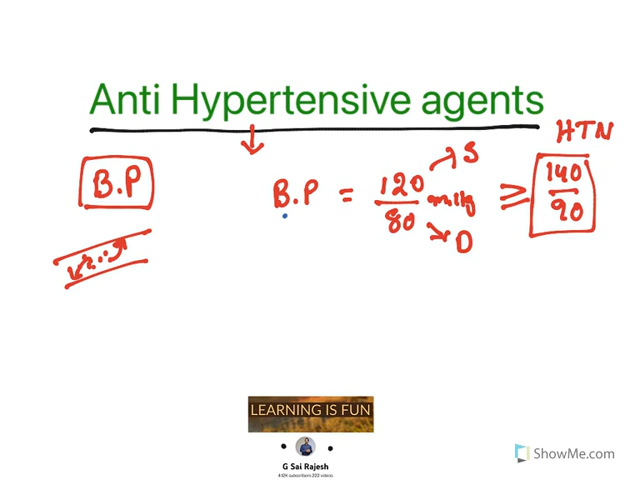 Anti Hypertensive agents
HTN
B.P
B.P = 120/80 mmHg ≥ 140/90
S
D
LEARNING IS FUN
G Sai Rajesh
ShowMe.com